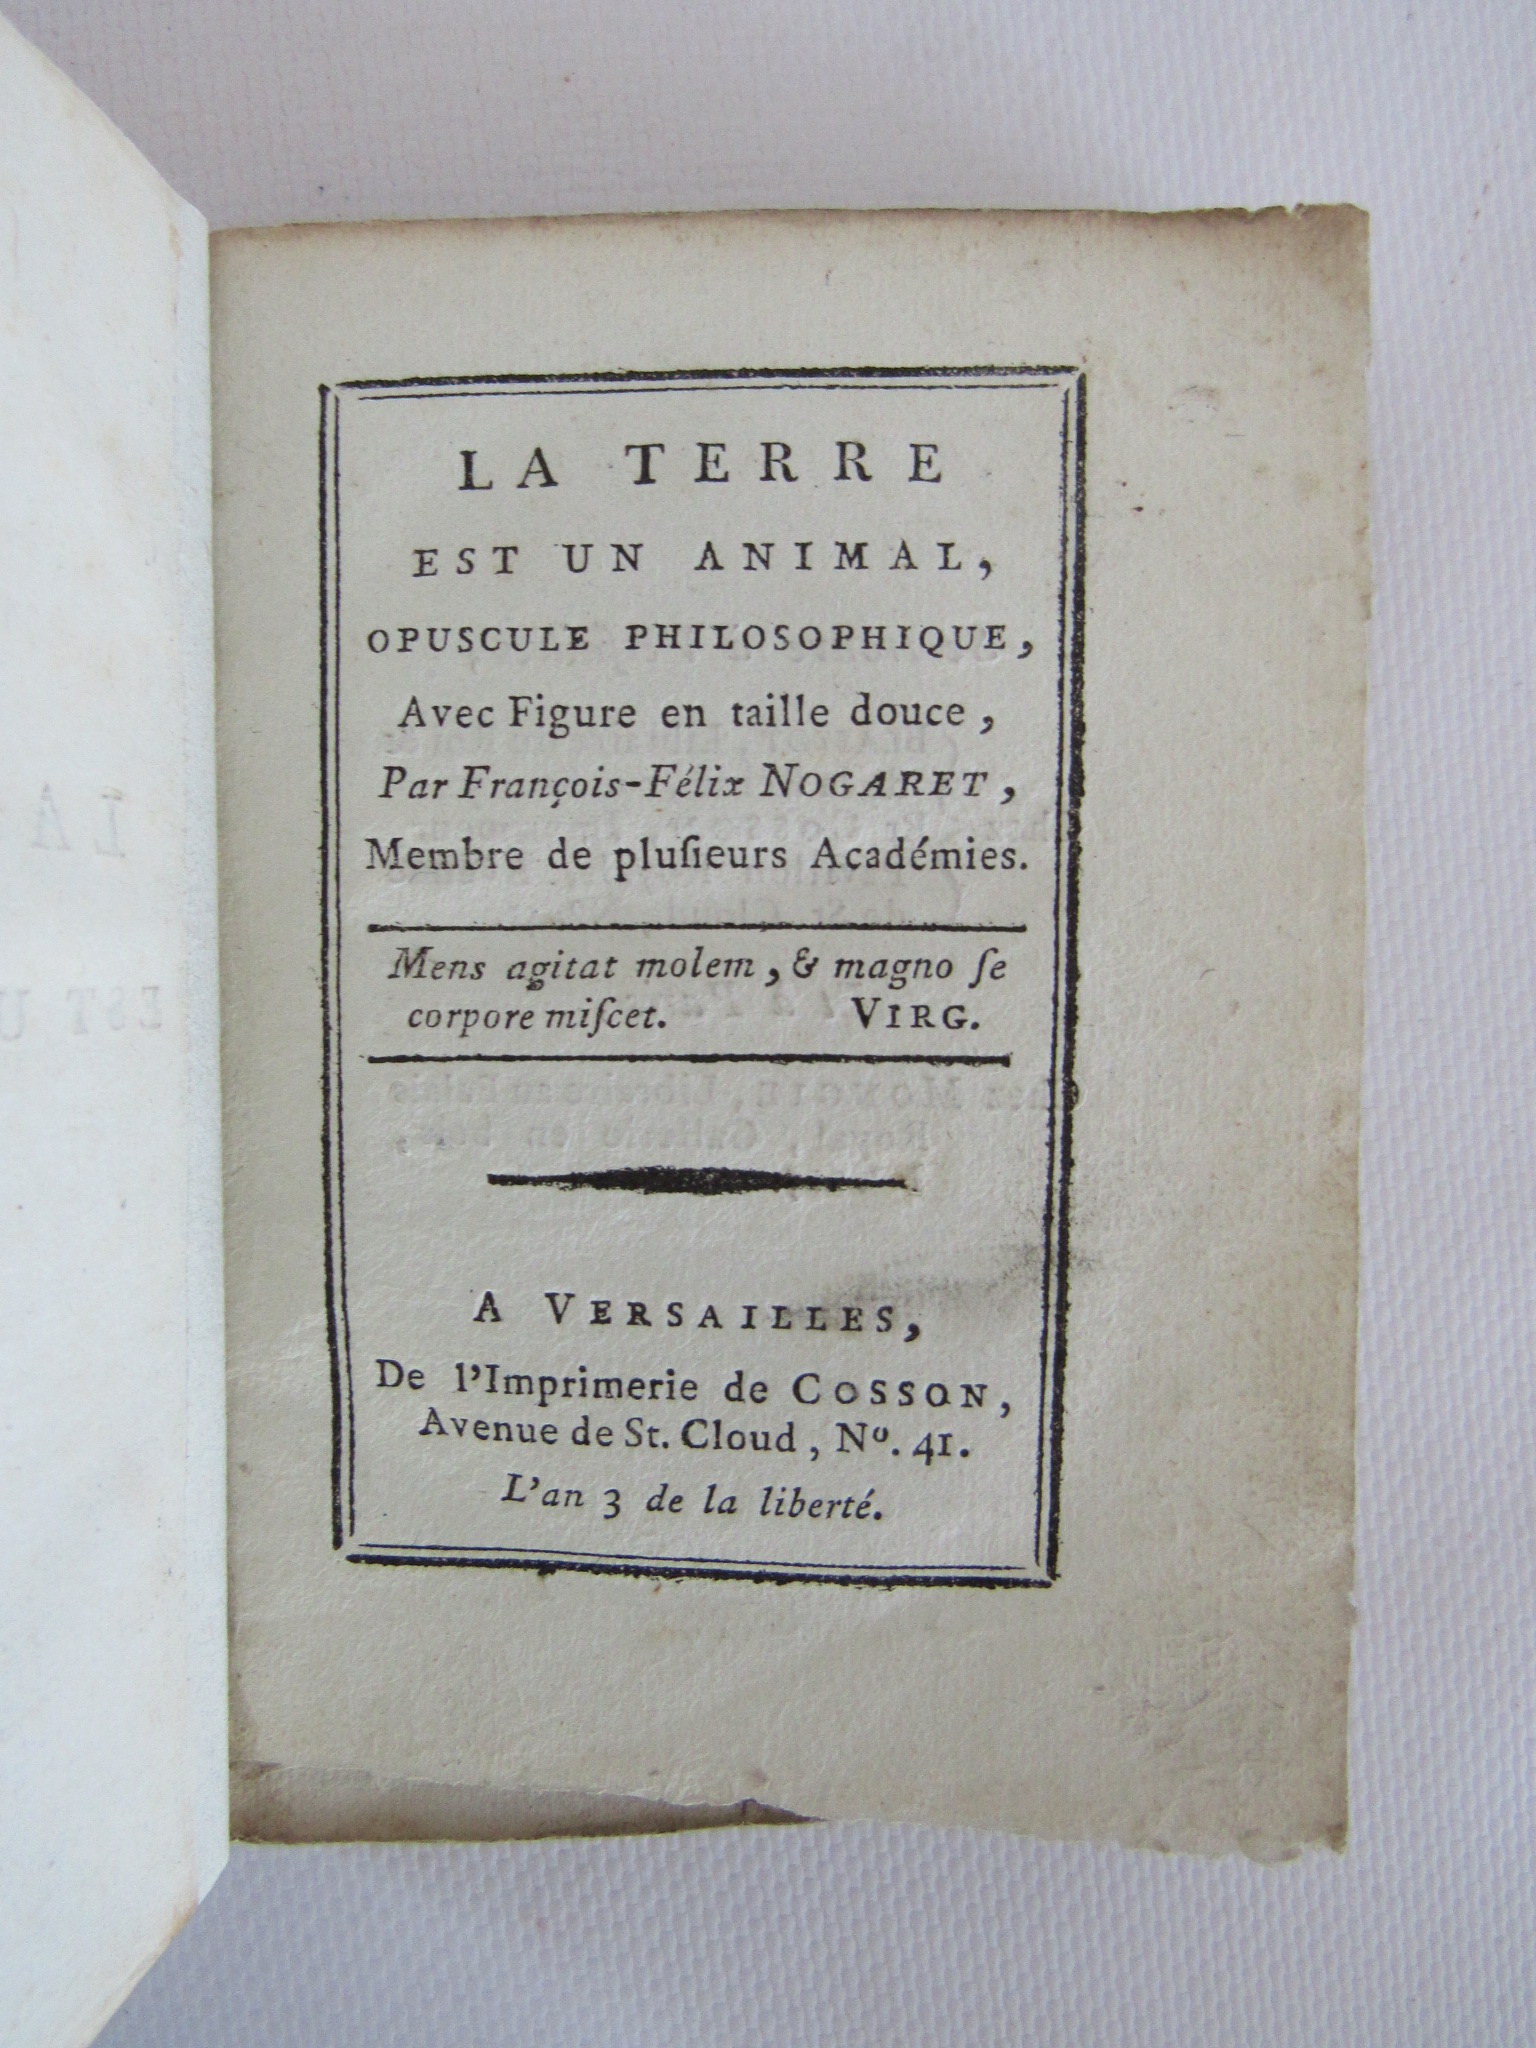 LA TERRE
EST UN ANIMAL,
OPUSCULE PHILOSOPHIQUE,
Avec Figure en taille douce,
Par François-Félix NOGARET,
Membre de pluſieurs Académies.
Mens agitat molem, & magno ſe
corpore miſcet. VIRG.
A VERSAILLES,
De l'Imprimerie de COSSON,
Avenue de St. Cloud, Nº. 41.
L'an 3 de la liberté.